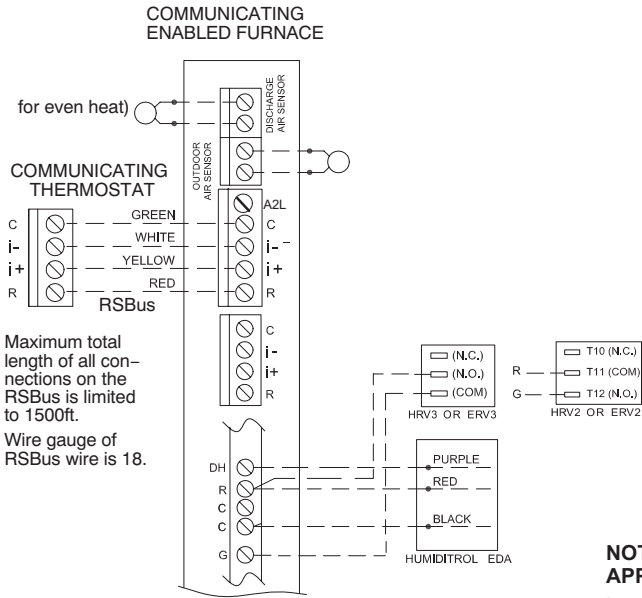 COMMUNICATING
ENABLED FURNACE
for even heat)
DISCHARGE
AIR SENSOR
OUTDOOR
AIR SENSOR
COMMUNICATING
THERMOSTAT
A2L
C
GREEN
C
i-
WHITE
i-
i+
YELLOW
i+
R
RED
R
RSBus
Maximum total
length of all con-
nections on the
RSBus is limited
to 1500ft.
Wire gauge of
RSBus wire is 18.
C
i-
i+
R
(N.C.)
(N.O.)
(COM)
HRV3 OR ERV3
T10 (N.C.)
R
T11 (COM)
G
T12 (N.O.)
HRV2 OR ERV2
DH
PURPLE
R
RED
C
C
BLACK
G
HUMIDITROL EDA
NOT
APP